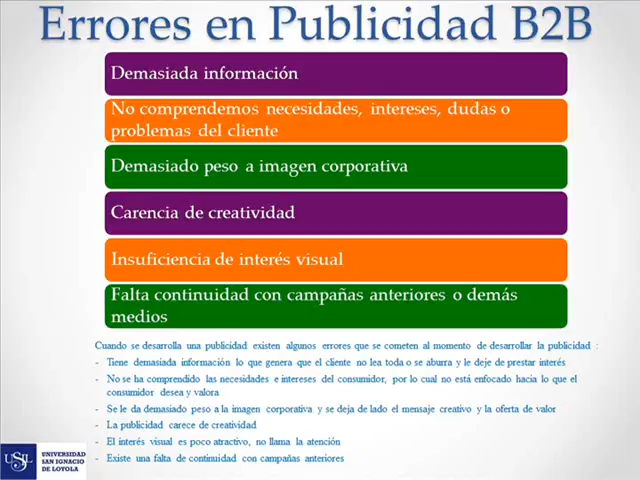 Errores en Publicidad B2B
Demasiada información
No comprendemos necesidades, intereses, dudas o
problemas del cliente
Demasiado peso a imagen corporativa
Carencia de creatividad
Insuficiencia de interés visual
Falta continuidad con campañas anteriores o demás
medios
Cuando se desarrolla una publicidad existen algunos errores que se cometen al momento de desarrollar la publicidad :
- Tiene demasiada información lo que genera que el cliente no lea toda o se aburra y le deje de prestar interés
- No se ha comprendido las necesidades e intereses del consumidor, por lo cual no está enfocado hacia lo que el
consumidor desea y valora
- Se le da demasiado peso a la imagen corporativa y se deja de lado el mensaje creativo y la oferta de valor
- La publicidad carece de creatividad
- El interés visual es poco atractivo, no llama la atención
- Existe una falta de continuidad con campañas anteriores
USIL
UNIVERSIDAD
SAN IGNACIO
DE LOYOLA